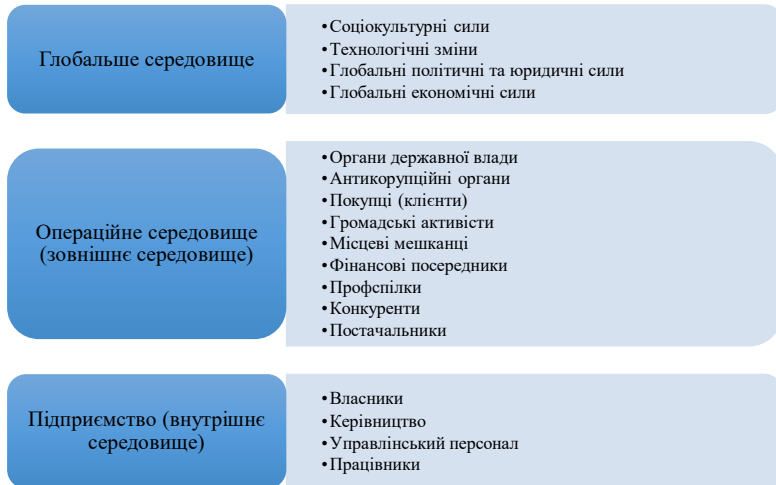 Глобальше середовище
•Соціокультурні сили
•Технологічні зміни
•Глобальні політичні та юридичні сили
•Глобальні економічні сили
Операційне середовище
(зовнішнє середовище)
•Органи державної влади
•Антикорупційні органи
•Покупці (клієнти)
•Громадські активісти
•Місцеві мешканці
•Фінансові посередники
•Профспілки
•Конкуренти
•Постачальники
Підприємство (внутрішнє
середовище)
•Власники
•Керівництво
•Управлінський персонал
•Працівники